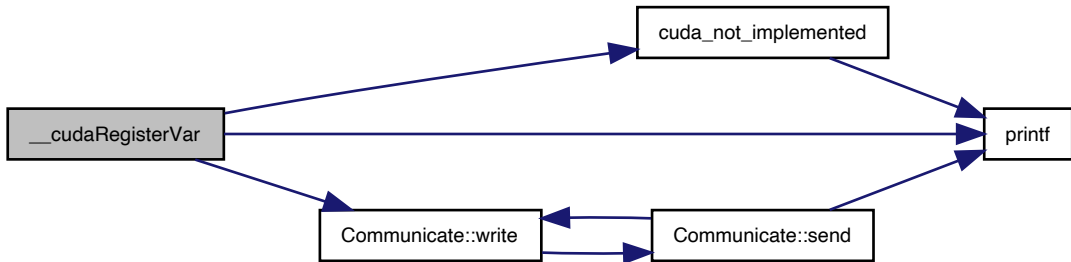 cuda_not_implemented
__cudaRegisterVar
printf
Communicate::write
Communicate::send